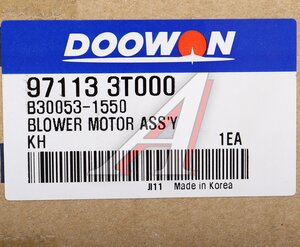 DOOWON
97113 3T000
B30053-1550
BLOWER MOTOR ASS'Y
KH 1EA
JI11 Made in Korea